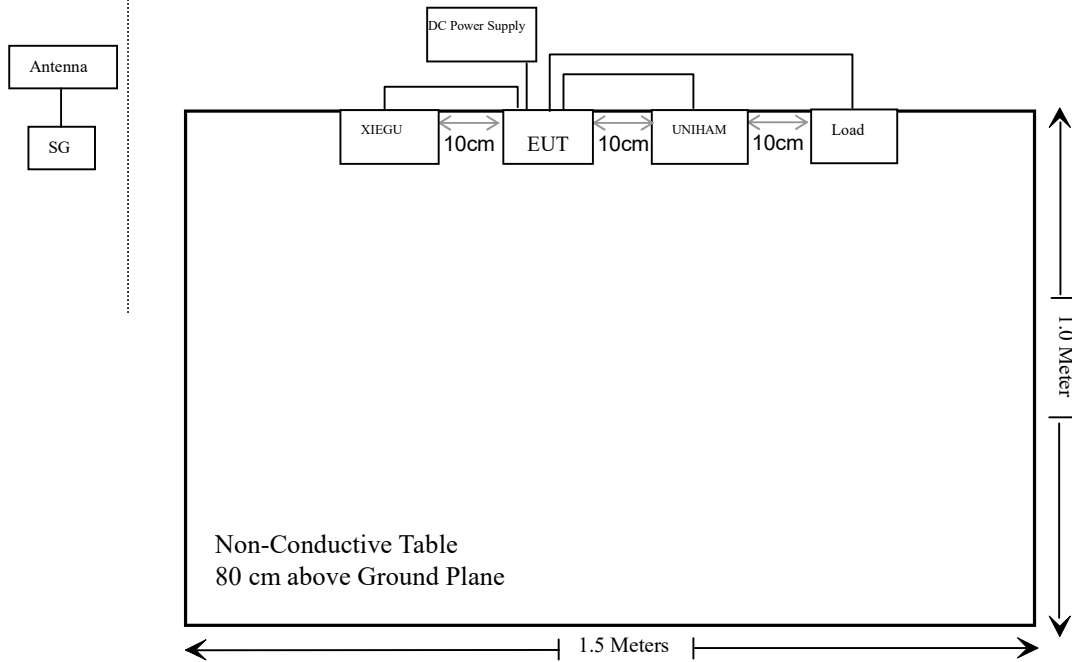 DC Power Supply
Antenna
SG
XIEGU
10cm
EUT
10cm
UNIHAM
10cm
Load
1.0 Meter
Non-Conductive Table
80 cm above Ground Plane
1.5 Meters